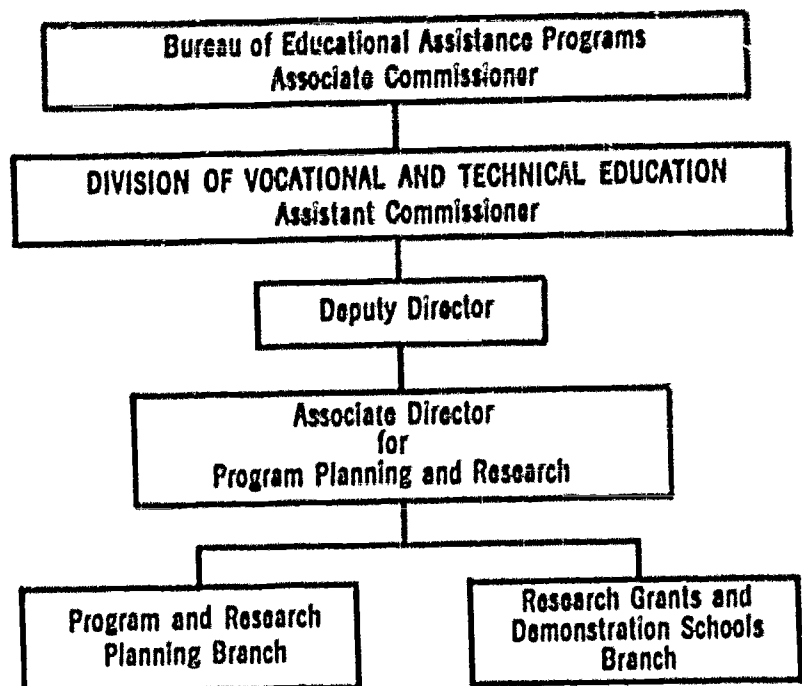 Bureau of Educational Assistance Programs
Associate Commissioner
DIVISION OF VOCATIONAL AND TECHNICAL EDUCATION
Assistant Commissioner
Deputy Director
Associate Director
for
Program Planning and Research
Program and Research
Planning Branch
Research Grants and
Demonstration Schools
Branch